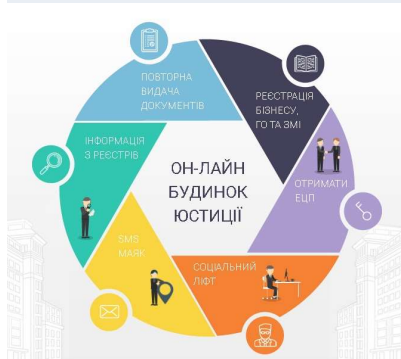 ПОВТОРНА
ВИДАЧА
ДОКУМЕНТІВ
РЕЄСТРАЦІЯ
БІЗНЕСУ,
ГО ТА ЗМІ
ІНФОРМАЦІЯ
З РЕЄСТРІВ
ОН-ЛАЙН
БУДИНОК
ЮСТИЦІЇ
ОТРИМАТИ
ЕЦП
SMS
МАЯК
СОЦІАЛЬНИЙ
ЛІФТ